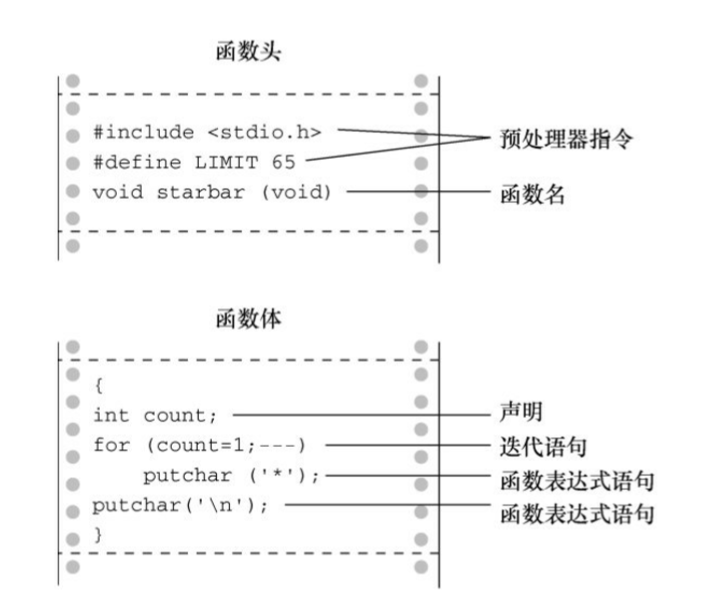 函数头
#include <stdio.h> 预处理器指令
#define LIMIT 65
void starbar (void) 函数名
函数体
{
int count; 声明
for (count=1;---) 迭代语句
putchar ('*'); 函数表达式语句
putchar('\n'); 函数表达式语句
}